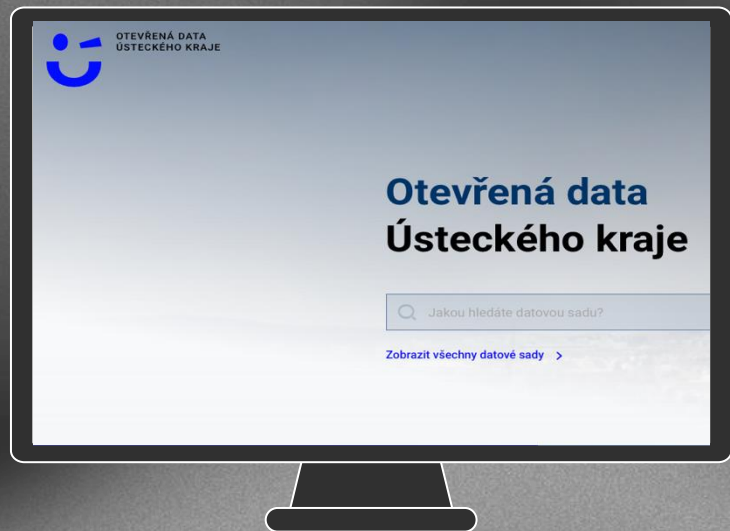 OTEVŘENÁ DATA
ÚSTECKÉHO KRAJE
Otevřená data
Ústeckého kraje
Jakou hledáte datovou sadu?
Zobrazit všechny datové sady